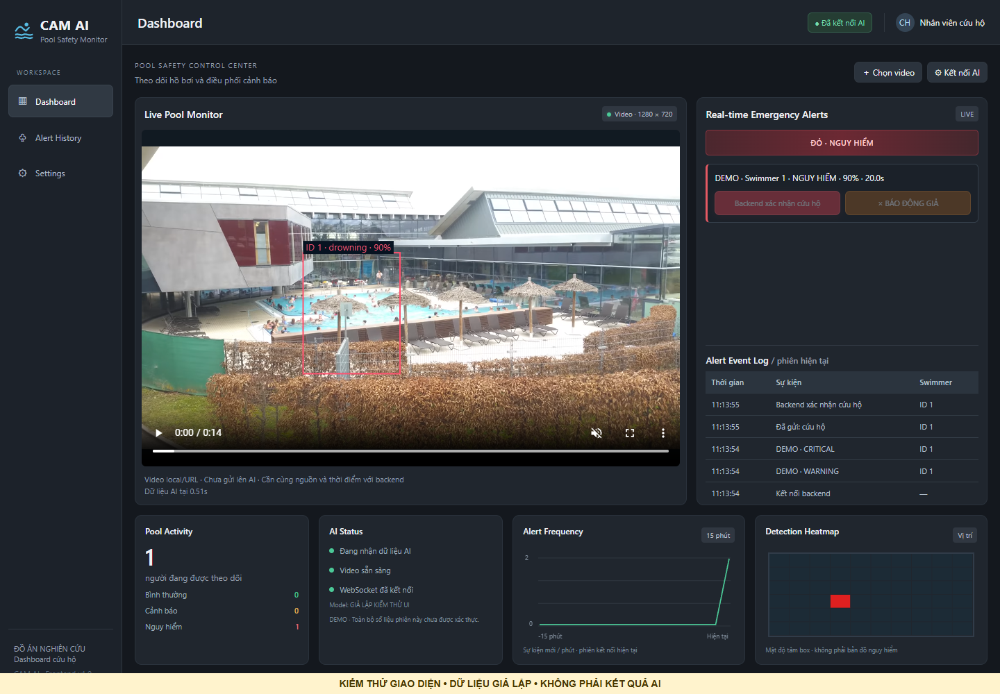 CAM AI
Pool Safety Monitor
WORKSPACE
Dashboard
Alert History
Settings
ĐỒ ÁN NGHIÊN CỨU
Dashboard cứu hộ
Dashboard
● Đã kết nối AI
CH
Nhân viên cứu hộ
POOL SAFETY CONTROL CENTER
Theo dõi hồ bơi và điều phối cảnh báo
+ Chọn video
⚙ Kết nối AI
Live Pool Monitor
Video · 1280 × 720
ID 1 · drowning · 90%
0:00 / 0:14
Video local/URL · Chưa gửi lên AI · Cần cùng nguồn và thời điểm với backend
Dữ liệu AI tại 0.51s
Real-time Emergency Alerts
LIVE
ĐỎ · NGUY HIỂM
DEMO · Swimmer 1 · NGUY HIỂM · 90% · 20.0s
Backend xác nhận cứu hộ
× BÁO ĐỘNG GIẢ
Alert Event Log / phiên hiện tại
Thời gian Sự kiện Swimmer
11:13:55 Backend xác nhận cứu hộ ID 1
11:13:55 Đã gửi: cứu hộ ID 1
11:13:54 DEMO · CRITICAL ID 1
11:13:54 DEMO · WARNING ID 1
11:13:54 Kết nối backend —
Pool Activity
1
người đang được theo dõi
Bình thường 0
Cảnh báo 0
Nguy hiểm 1
AI Status
Đang nhận dữ liệu AI
Video sẵn sàng
WebSocket đã kết nối
Model: GIẢ LẬP KIỂM THỬ UI
DEMO · Toàn bộ số liệu phiên này chưa được xác thực.
Alert Frequency
15 phút
2
0
-15 phút
Hiện tại
Sự kiện mới / phút · phiên kết nối hiện tại
Detection Heatmap
Vị trí
Mật độ tâm box · không phải bản đồ nguy hiểm
KIỂM THỬ GIAO DIỆN • DỮ LIỆU GIẢ LẬP • KHÔNG PHẢI KẾT QUẢ AI